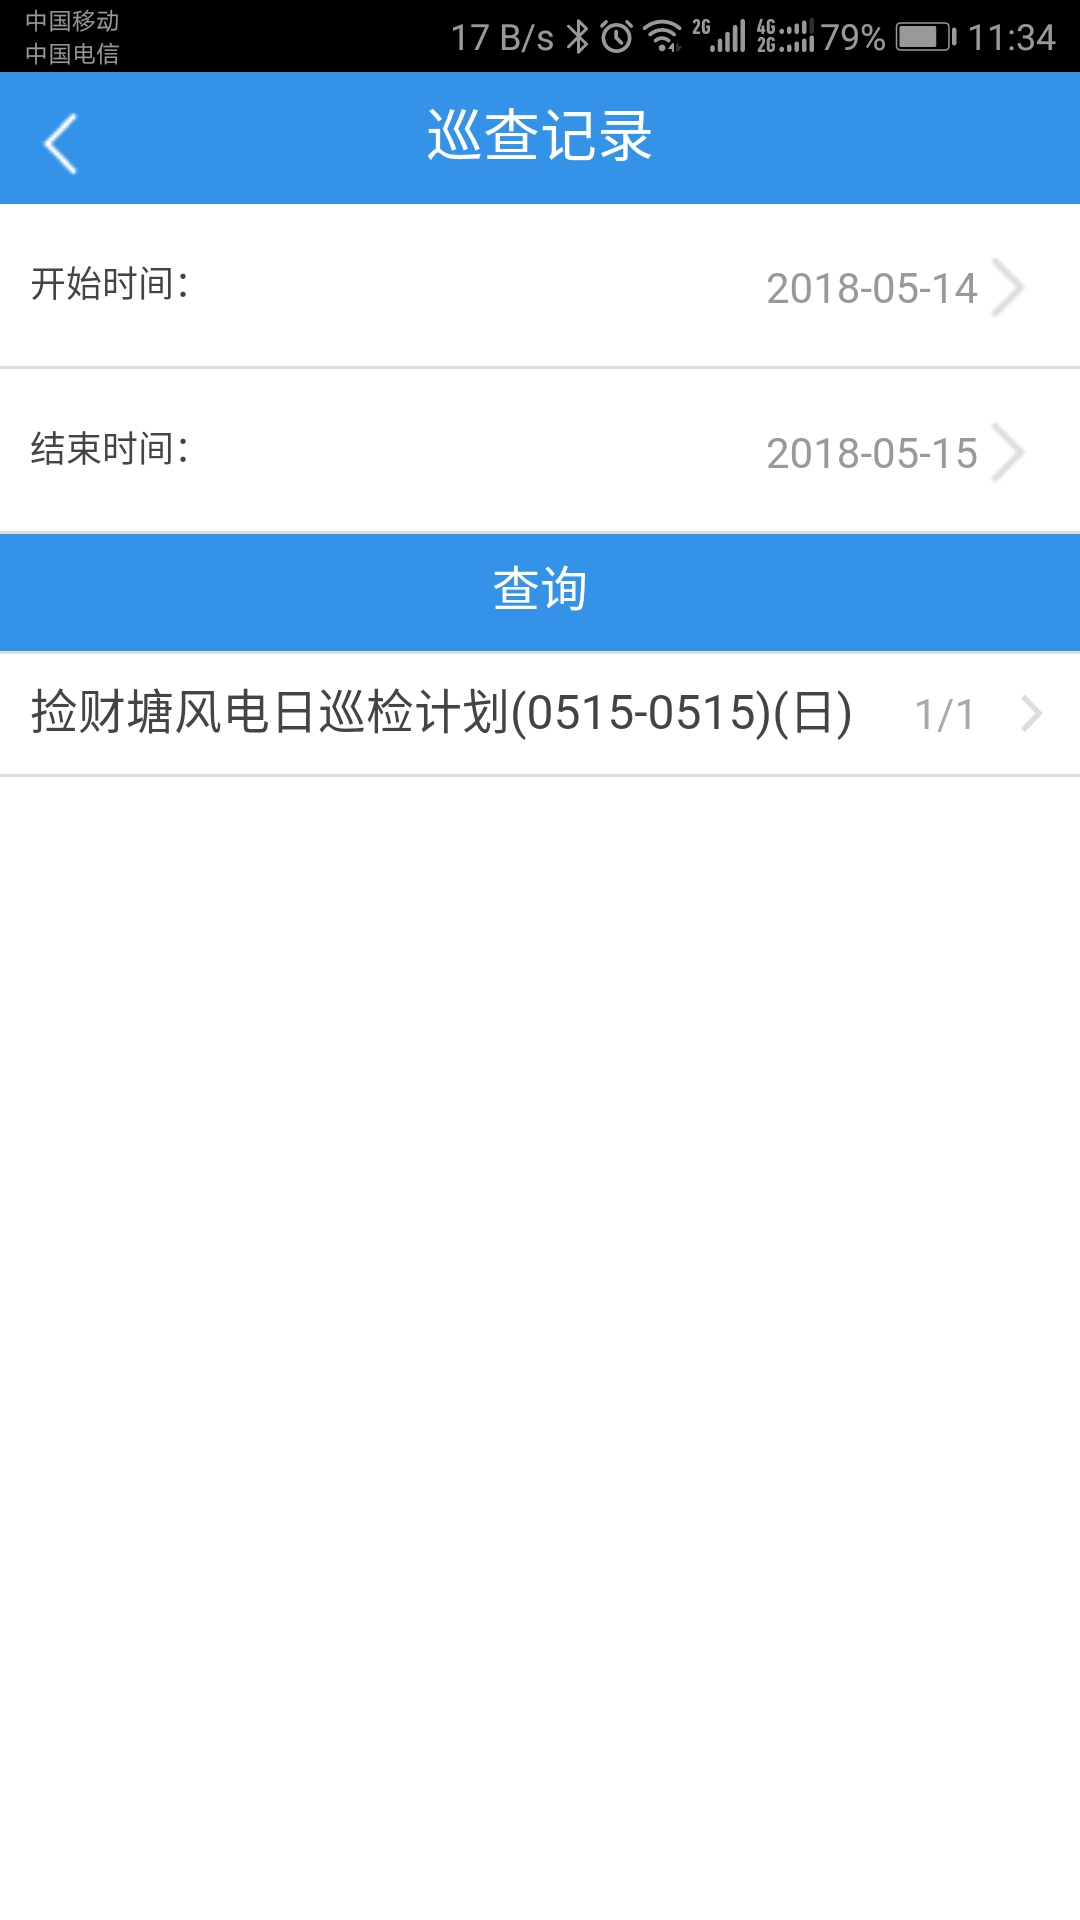 中国移动
中国电信
17 B/s 2G 4G 2G 79% 11:34
巡查记录
开始时间: 2018-05-14
结束时间: 2018-05-15
查询
捡财塘风电日巡检计划(0515-0515)(日) 1/1